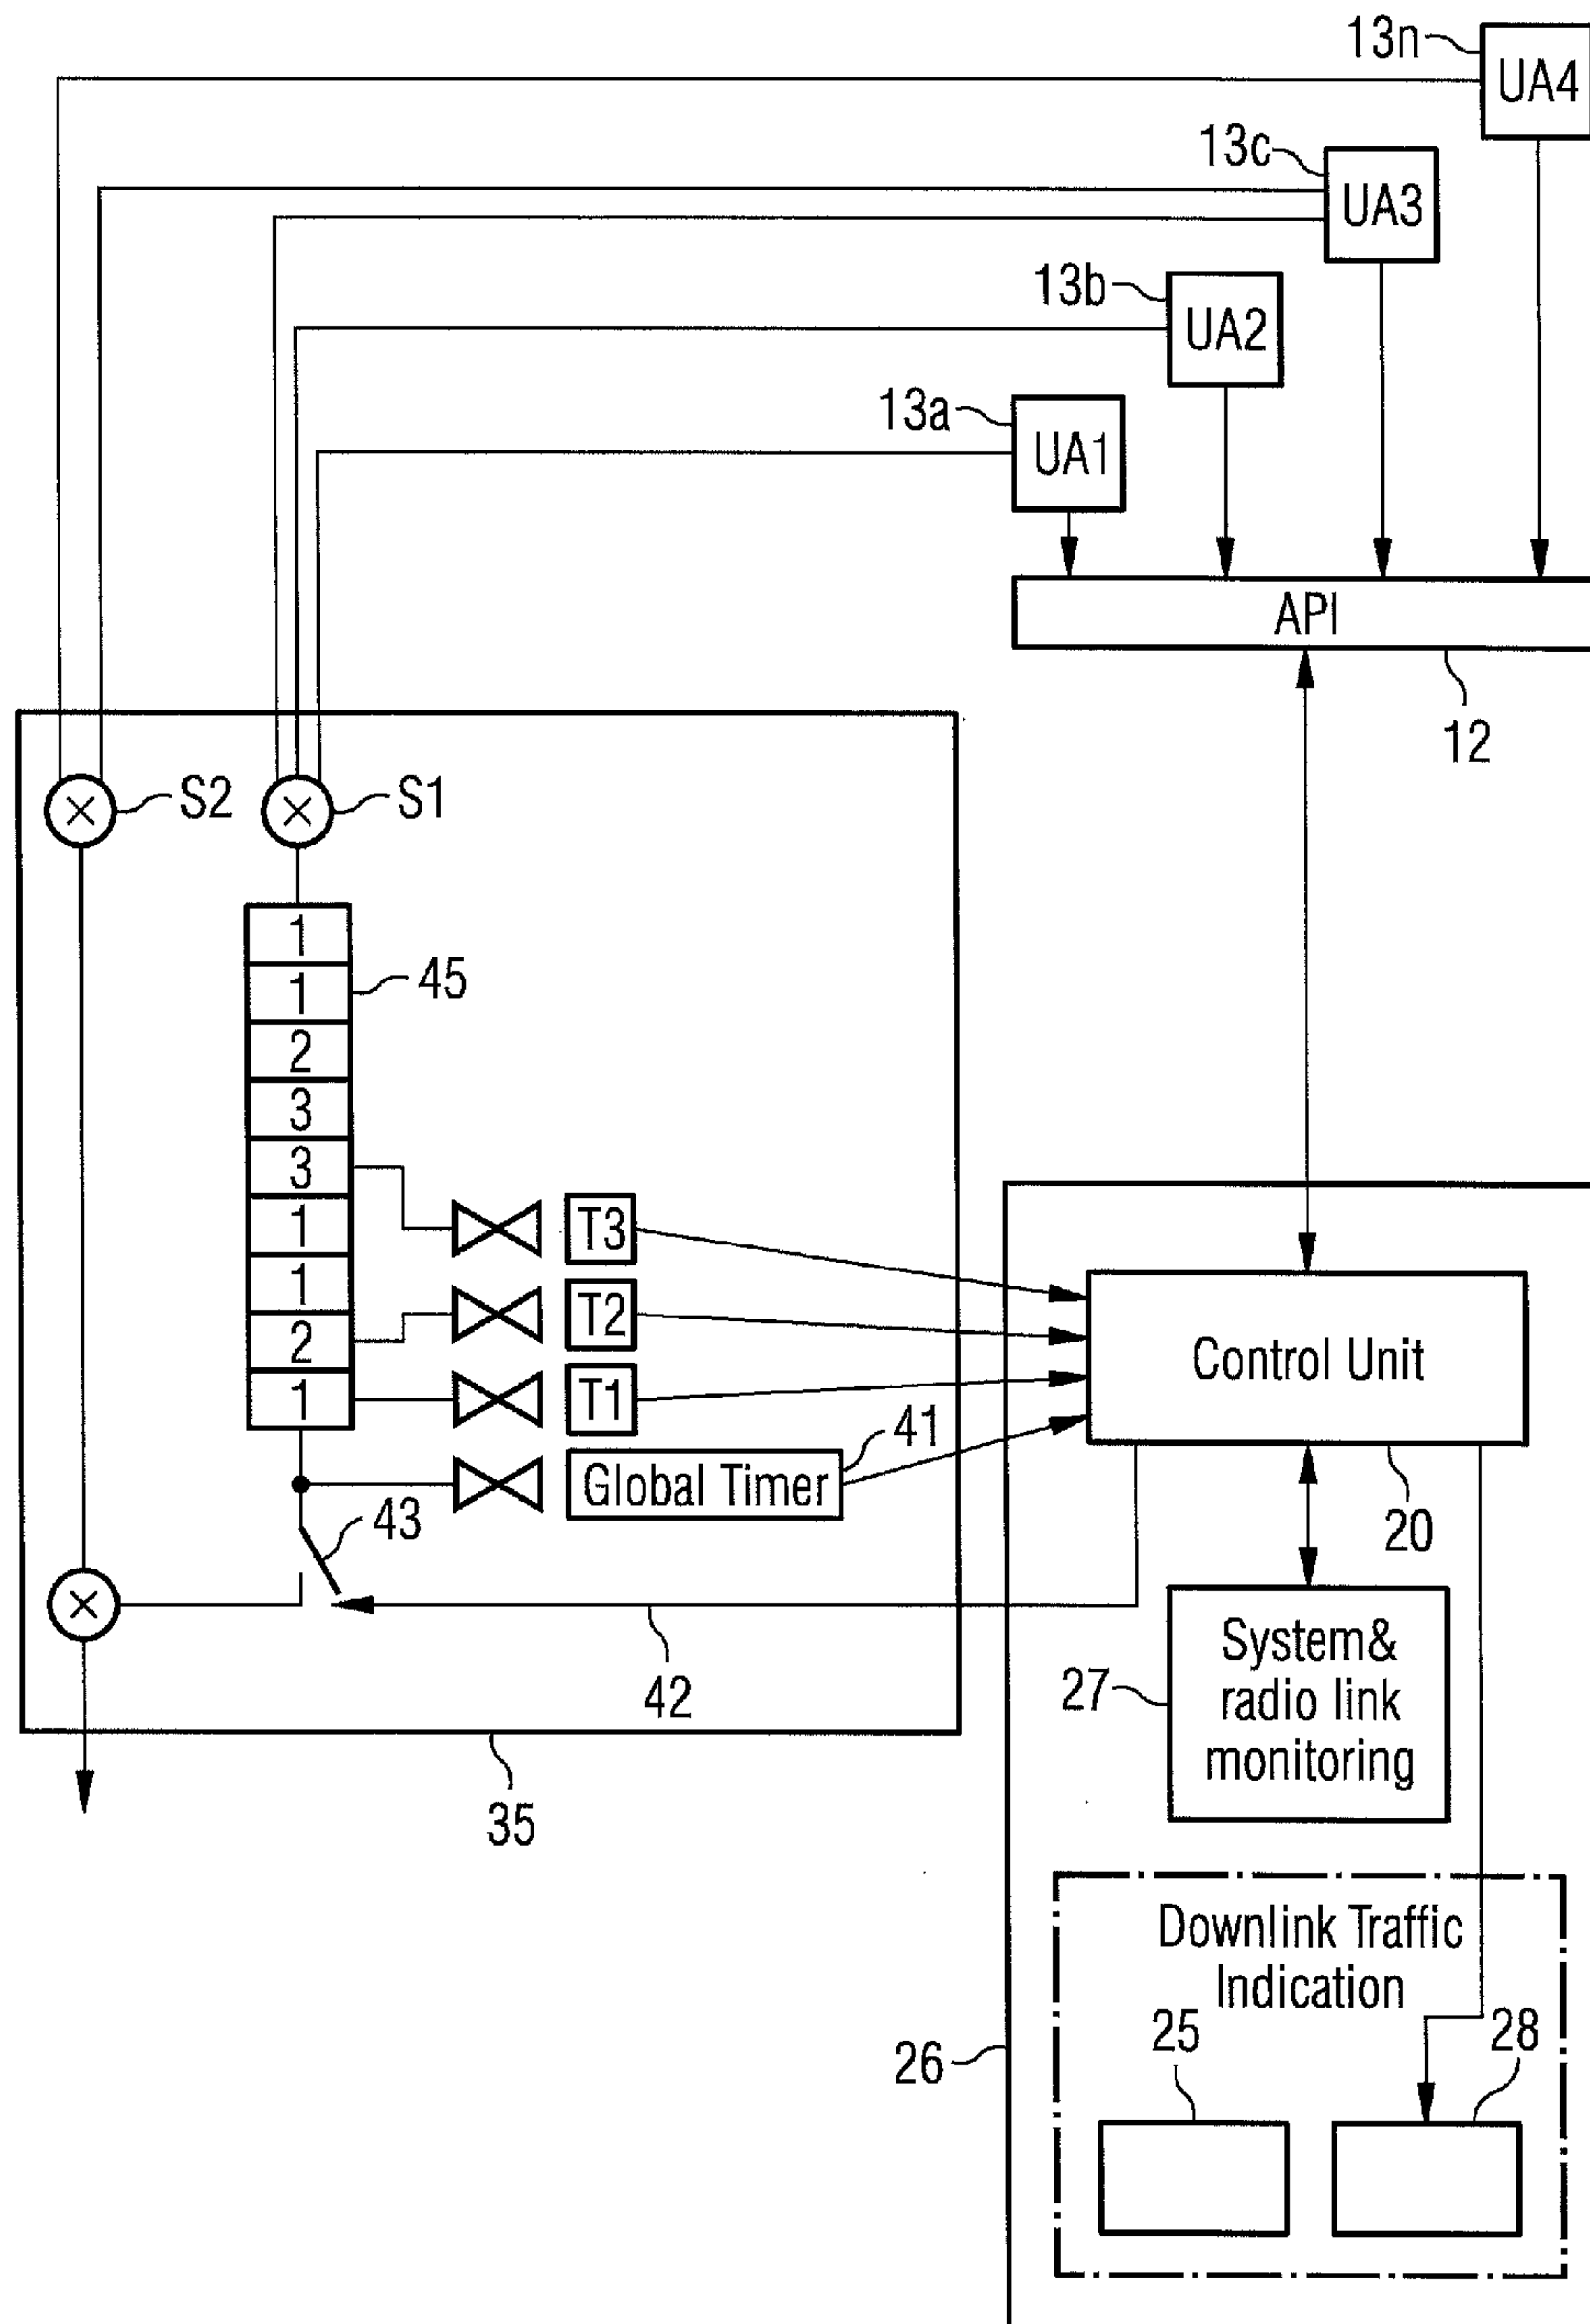 13n
UA4
13c
UA3
13b
UA2
13a
UA1
API
12
S2
S1
1
1
45
2
3
3
1
T3
1
T2
2
Control Unit
1
T1
41
Global Timer
43
20
System&
radio link
monitoring
27
42
35
Downlink Traffic
Indication
25
28
26